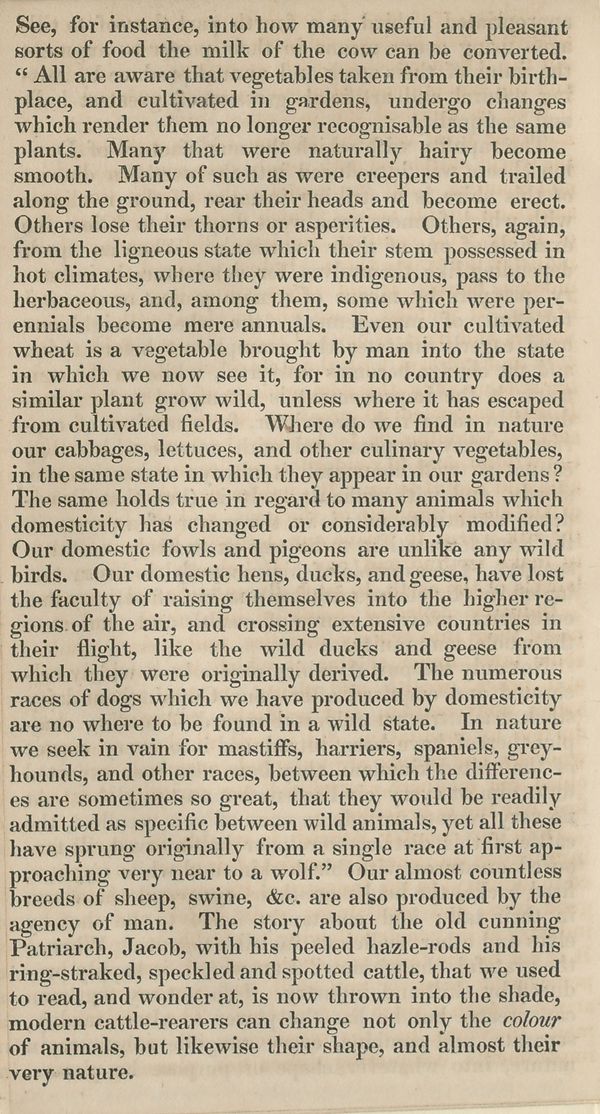 See, for instance, into how many useful and pleasant
sorts of food the milk of the cow can be converted.
“ All are aware that vegetables taken from their birth-
place, and cultivated in gardens, undergo changes
which render them no longer recognisable as the same
plants. Many that were naturally hairy become
smooth. Many of such as were creepers and trailed
along the ground, rear their heads and become erect.
Others lose their thorns or asperities. Others, again,
from the ligneous state which their stem possessed in
hot climates, where they were indigenous, pass to the
herbaceous, and, among them, some which were per-
ennials become mere annuals. Even our cultivated
wheat is a vegetable brought by man into the state
in which we now see it, for in no country does a
similar plant grow wild, unless where it has escaped
from cultivated fields. Where do we find in nature
our cabbages, lettuces, and other culinary vegetables,
in the same state in which they appear in our gardens ?
The same holds true in regard to many animals which
domesticity has changed or considerably modified?
Our domestic fowls and pigeons are unlike any wild
birds. Our domestic hens, ducks, and geese, have lost
the faculty of raising themselves into the higher re-
gions of the air, and crossing extensive countries in
their flight, like the wild ducks and geese from
which they were originally derived. The numerous
races of dogs which we have produced by domesticity
are no where to be found in a wild state. In nature
we seek in vain for mastiffs, harriers, spaniels, grey-
hounds, and other races, between which the differenc-
es are sometimes so great, that they would be readily
admitted as specific between wild animals, yet all these
have sprung originally from a single race at first ap-
proaching very near to a wolf.” Our almost countless
breeds of sheep, swine, &c. are also produced by the
agency of man. The story about the old cunning
Patriarch, Jacob, with his peeled hazle-rods and his
ring-straked, speckled and spotted cattle, that we used
to read, and wonder at, is now thrown into the shade,
modern cattle-rearers can change not only the colour
of animals, but likewise their shape, and almost their
very nature.